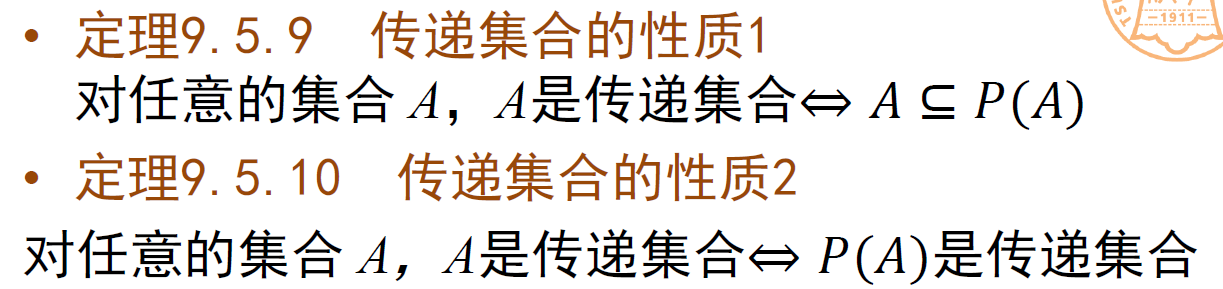 • 定理9.5.9 传递集合的性质1
对任意的集合 A，A是传递集合⇔ A ⊆ P(A)
• 定理9.5.10 传递集合的性质2
对任意的集合 A，A是传递集合⇔ P(A)是传递集合
–1911–